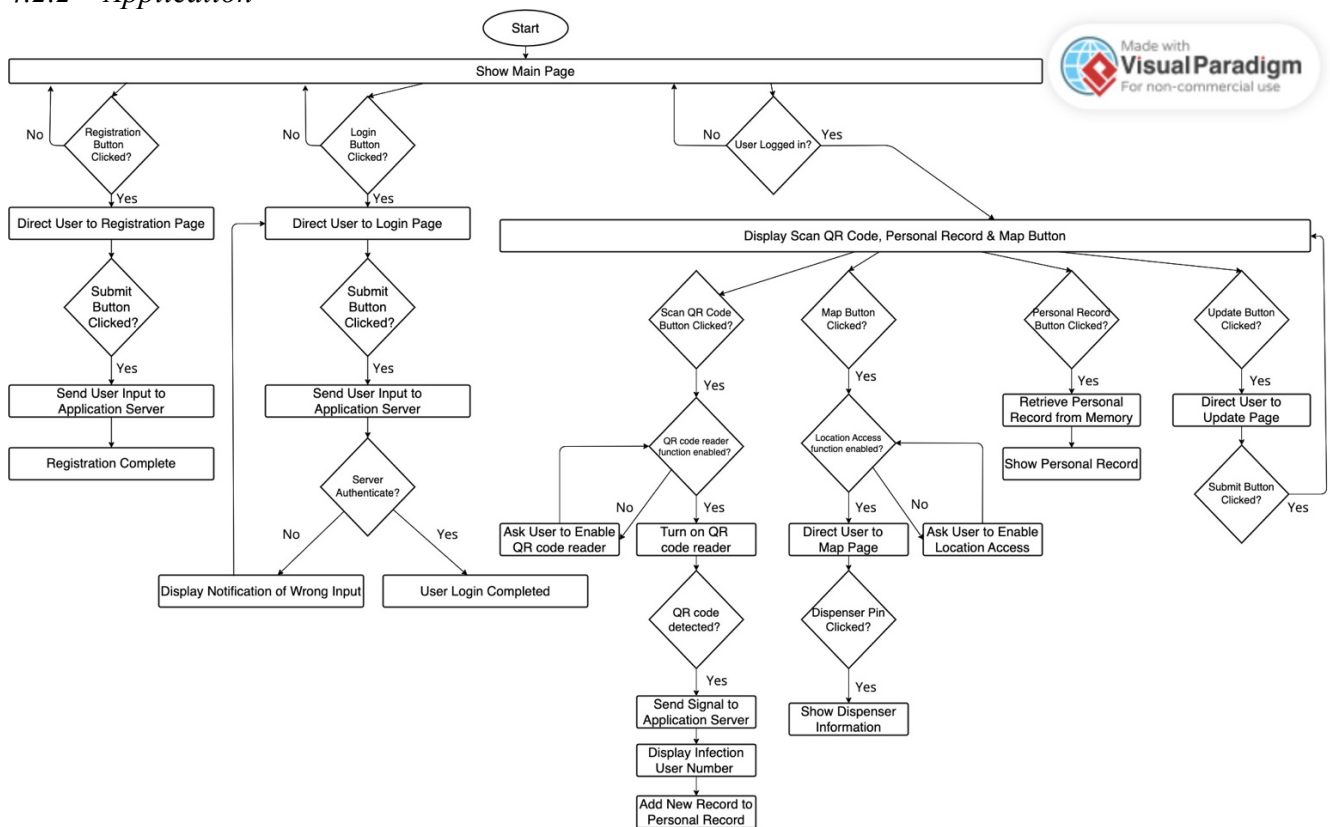 4.2.2 Application
Start
Made with
Visual Paradigm
For non-commercial use
Show Main Page
No
Registration
Button
Clicked?
Yes
No
Login
Button
Clicked?
Yes
No
User Logged in?
Yes
Direct User to Registration Page
Direct User to Login Page
Display Scan QR Code, Personal Record & Map Button
Submit
Button
Clicked?
Yes
Submit
Button
Clicked?
Yes
Scan QR Code
Button Clicked?
Yes
Map Button
Clicked?
Yes
Personal Record
Button Clicked?
Yes
Update Button
Clicked?
Yes
Send User Input to
Application Server
Send User Input to
Application Server
Retrieve Personal
Record from Memory
Direct User to
Update Page
Registration Complete
Server
Authenticate?
No
Yes
QR code reader
function enabled?
No
Yes
Location Access
function enabled?
Yes
No
Show Personal Record
Submit Button
Clicked?
Yes
Ask User to Enable
QR code reader
Turn on QR
code reader
Direct User to
Map Page
Ask User to Enable
Location Access
Display Notification of Wrong Input
User Login Completed
QR code
detected?
Yes
Dispenser Pin
Clicked?
Yes
Send Signal to
Application Server
Show Dispenser
Information
Display Infection
User Number
Add New Record to
Personal Record